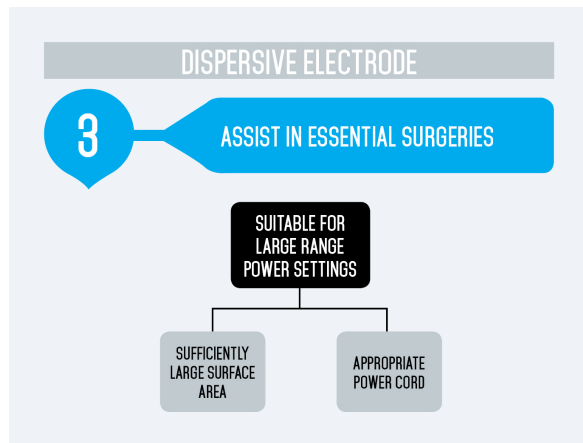 DISPERSIVE ELECTRODE
3
ASSIST IN ESSENTIAL SURGERIES
SUITABLE FOR
LARGE RANGE
POWER SETTINGS
SUFFICIENTLY
LARGE SURFACE
AREA
APPROPRIATE
POWER CORD